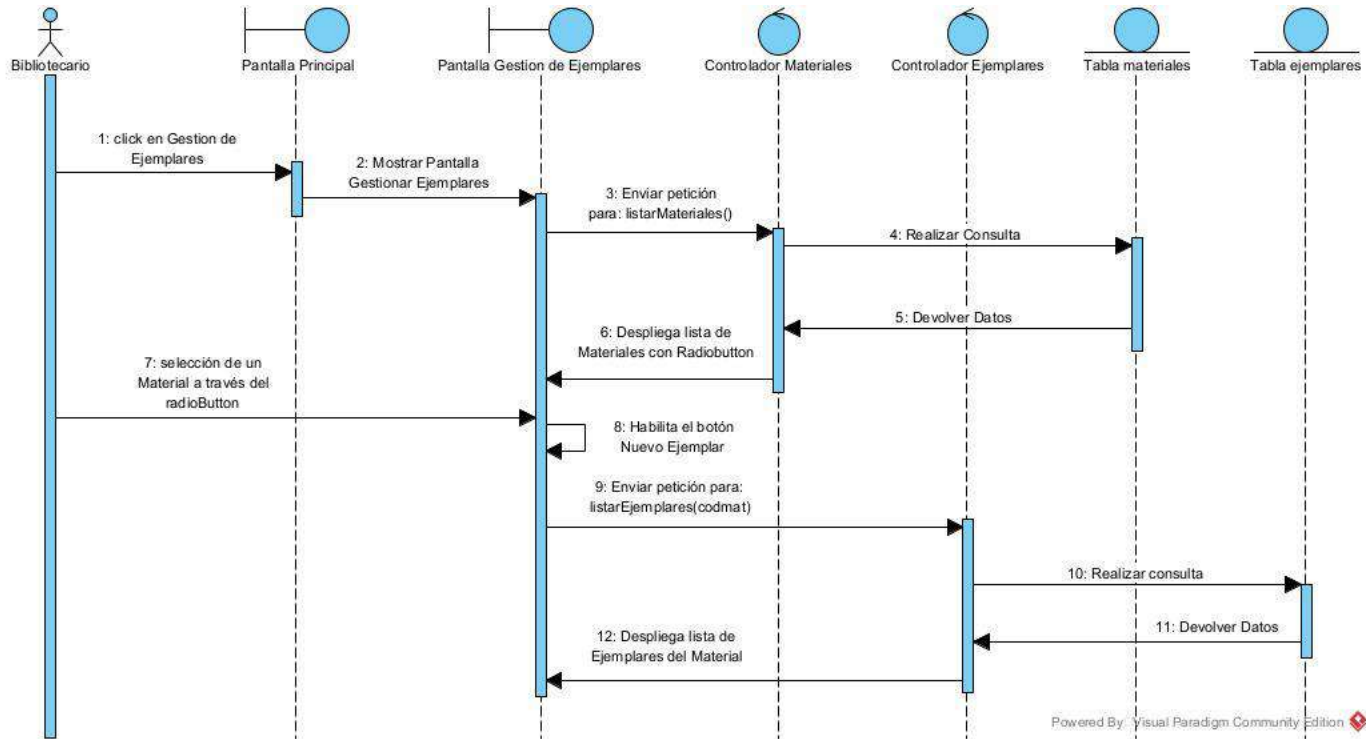 Bibliotecario
Pantalla Principal
Pantalla Gestion de Ejemplares
Controlador Materiales
Controlador Ejemplares
Tabla materiales
Tabla ejemplares
1: click en Gestion de
Ejemplares
2: Mostrar Pantalla
Gestionar Ejemplares
3: Enviar petición
para: listarMateriales()
4: Realizar Consulta
5: Devolver Datos
6: Despliega lista de
Materiales con Radiobutton
7: selección de un
Material a través del
radioButton
8: Habilita el botón
Nuevo Ejemplar
9: Enviar petición para:
listarEjemplares(codmat)
10: Realizar consulta
11: Devolver Datos
12: Despliega lista de
Ejemplares del Material
Powered By Visual Paradigm Community Edition